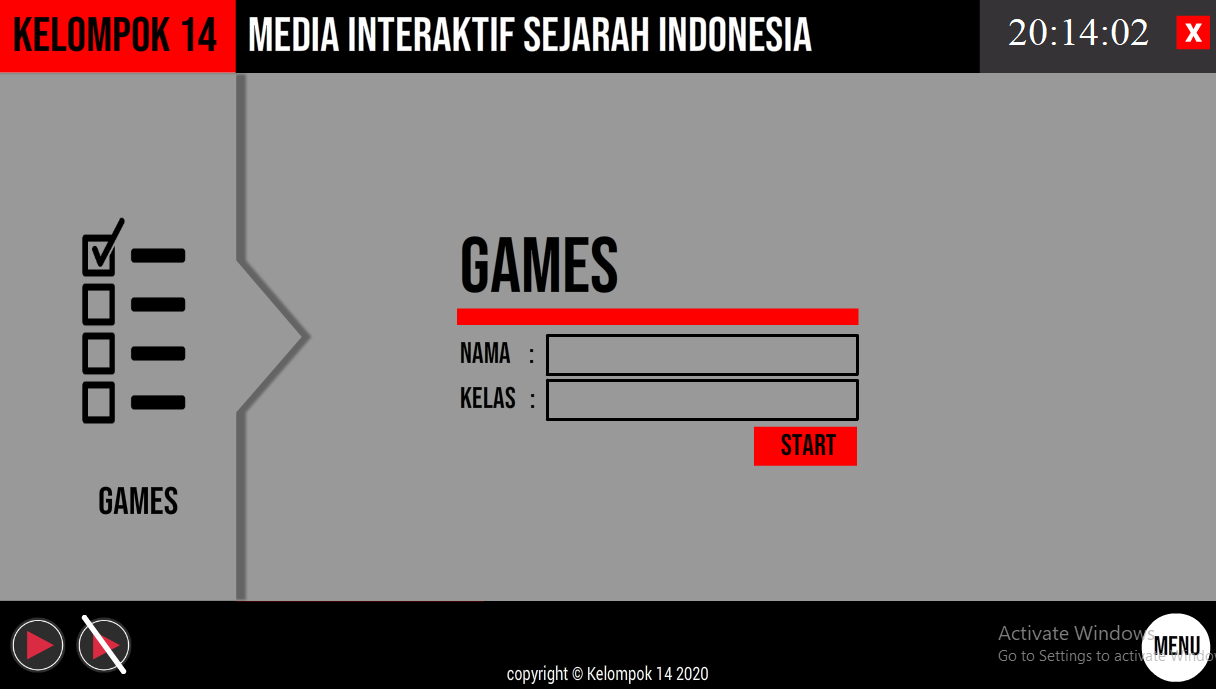 KELOMPOK 14
MEDIA INTERAKTIF SEJARAH INDONESIA
20:14:02
X
GAMES
GAMES
NAMA :
KELAS :
START
copyright © Kelompok 14 2020
Activate Windows
Go to Settings to activate Windows
MENU